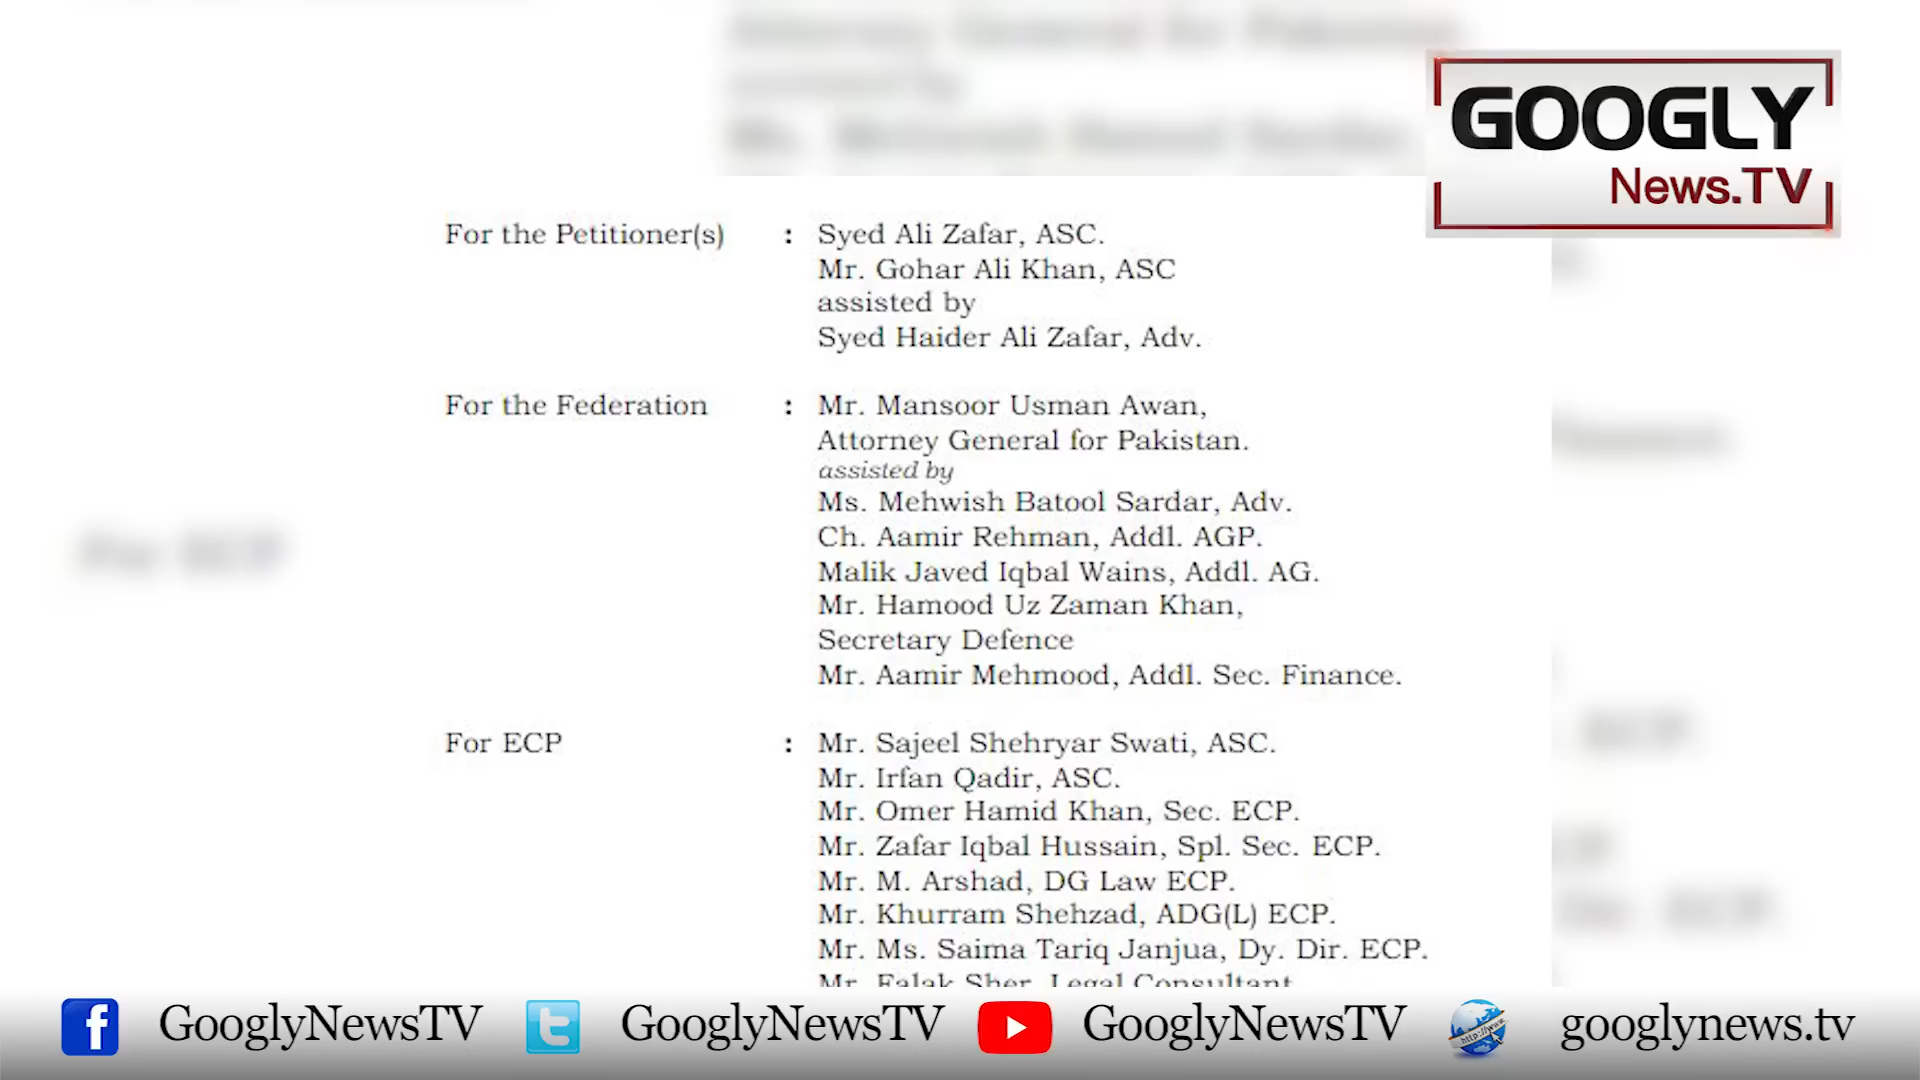 GOOGLY
News.TV
For the Petitioner(s) : Syed Ali Zafar, ASC.
Mr. Gohar Ali Khan, ASC
assisted by
Syed Haider Ali Zafar, Adv.
For the Federation : Mr. Mansoor Usman Awan,
Attorney General for Pakistan.
assisted by
Ms. Mehwish Batool Sardar, Adv.
Ch. Aamir Rehman, Addl. AGP.
Malik Javed Iqbal Wains, Addl. AG.
Mr. Hamood Uz Zaman Khan,
Secretary Defence
Mr. Aamir Mehmood, Addl. Sec. Finance.
For ECP : Mr. Sajeel Shehryar Swati, ASC.
Mr. Irfan Qadir, ASC.
Mr. Omer Hamid Khan, Sec. ECP.
Mr. Zafar Iqbal Hussain, Spl. Sec. ECP.
Mr. M. Arshad, DG Law ECP.
Mr. Khurram Shehzad, ADG(L) ECP.
Mr. Ms. Saima Tariq Janjua, Dy. Dir. ECP.
Mr. Falak Sher, Legal Consultant
GooglyNewsTV GooglyNewsTV GooglyNewsTV googlynews.tv